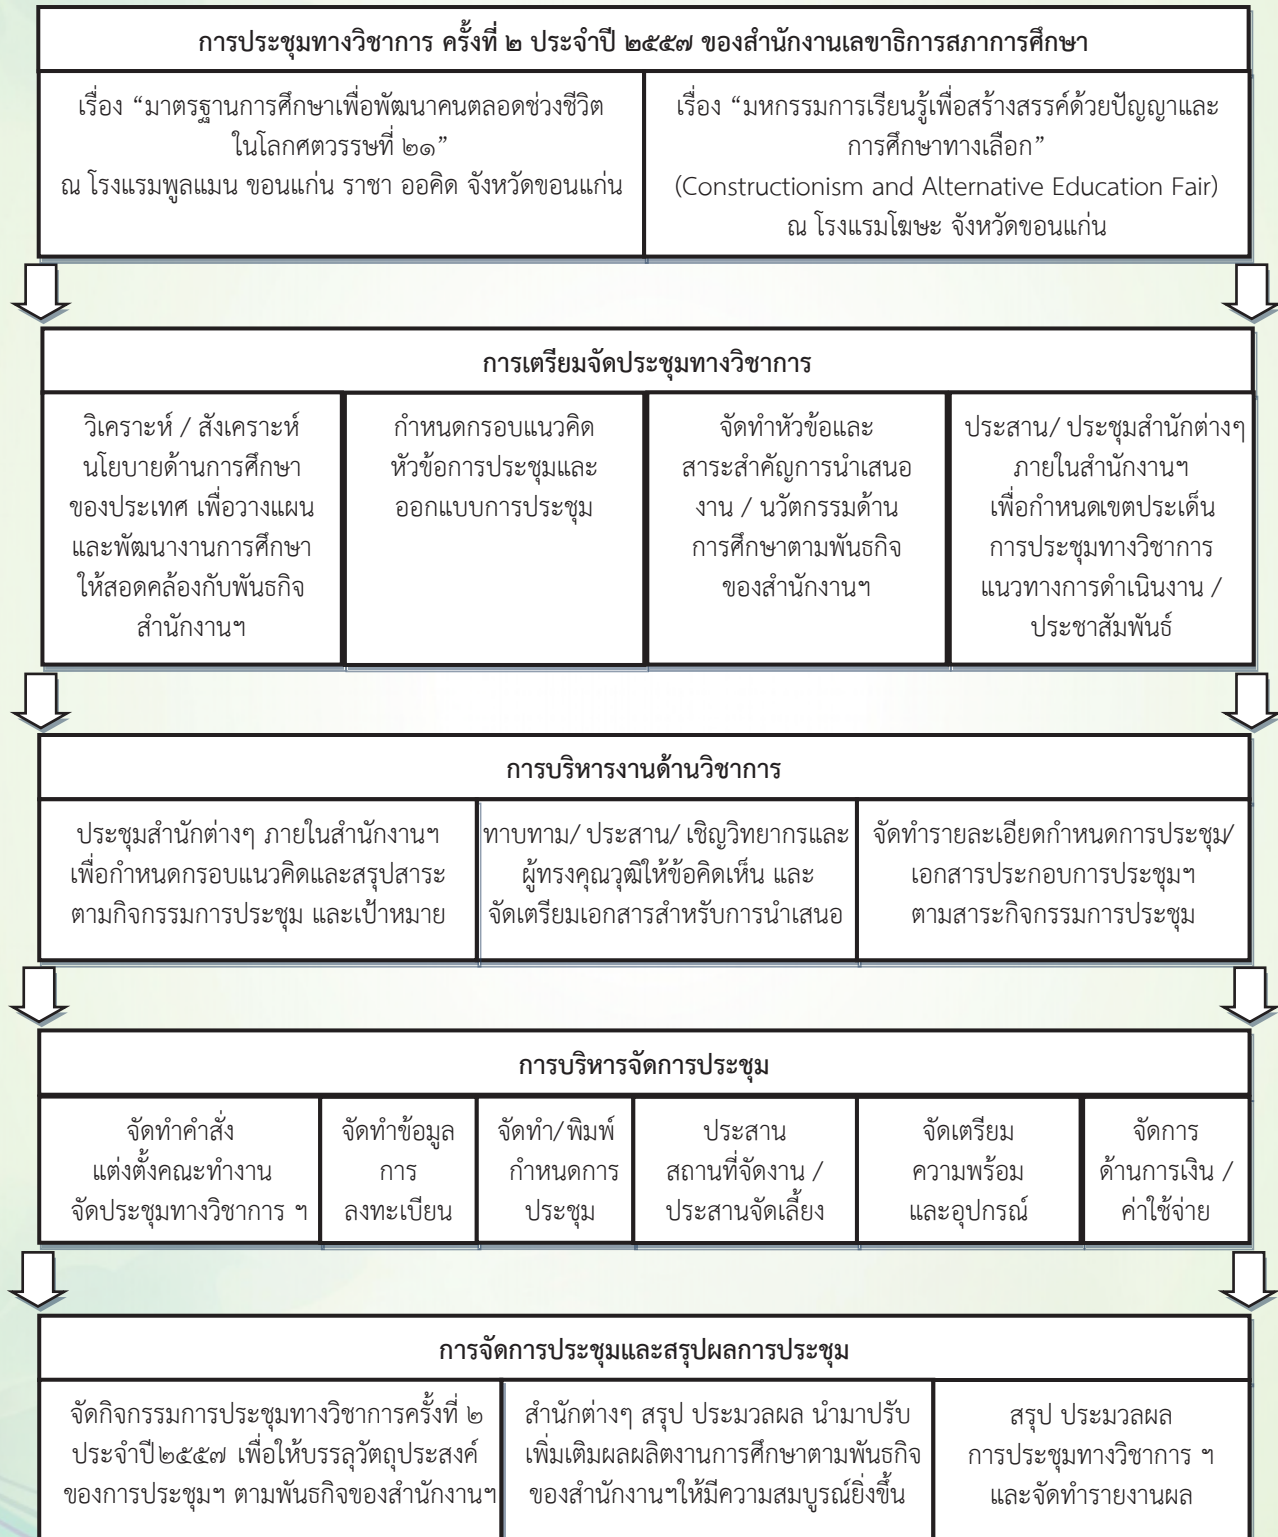 การประชุมทางวิชาการ ครั้งที่ ๒ ประจำปี ๒๕๕๗ ของสำนักงานเลขาธิการสภาการศึกษา
เรื่อง “มาตรฐานการศึกษาเพื่อพัฒนาคนตลอดช่วงชีวิต
ในโลกศตวรรษที่ ๒๑”
ณ โรงแรมพูลแมน ขอนแก่น ราชา ออคิด จังหวัดขอนแก่น
เรื่อง “มหกรรมการเรียนรู้เพื่อสร้างสรรค์ด้วยปัญญาและ
การศึกษาทางเลือก”
(Constructionism and Alternative Education Fair)
ณ โรงแรมโฆษะ จังหวัดขอนแก่น
การเตรียมจัดประชุมทางวิชาการ
วิเคราะห์ / สังเคราะห์
นโยบายด้านการศึกษา
ของประเทศ เพื่อวางแผน
และพัฒนางานการศึกษา
ให้สอดคล้องกับพันธกิจ
สำนักงานฯ
กำหนดกรอบแนวคิด
หัวข้อการประชุมและ
ออกแบบการประชุม
จัดทำหัวข้อและ
สาระสำคัญการนำเสนอ
งาน / นวัตกรรมด้าน
การศึกษาตามพันธกิจ
ของสำนักงานฯ
ประสาน/ ประชุมสำนักต่างๆ
ภายในสำนักงานฯ
เพื่อกำหนดเขตประเด็น
การประชุมทางวิชาการ
แนวทางการดำเนินงาน /
ประชาสัมพันธ์
การบริหารงานด้านวิชาการ
ประชุมสำนักต่างๆ ภายในสำนักงานฯ
เพื่อกำหนดกรอบแนวคิดและสรุปสาระ
ตามกิจกรรมการประชุม และเป้าหมาย
ทาบทาม/ ประสาน/ เชิญวิทยากรและ
ผู้ทรงคุณวุฒิให้ข้อคิดเห็น และ
จัดเตรียมเอกสารสำหรับการนำเสนอ
จัดทำรายละเอียดกำหนดการประชุม/
เอกสารประกอบการประชุมฯ
ตามสาระกิจกรรมการประชุม
การบริหารจัดการประชุม
จัดทำคำสั่ง
แต่งตั้งคณะทำงาน
จัดประชุมทางวิชาการ ฯ
จัดทำข้อมูล
การ
ลงทะเบียน
จัดทำ/พิมพ์
กำหนดการ
ประชุม
ประสาน
สถานที่จัดงาน /
ประสานจัดเลี้ยง
จัดเตรียม
ความพร้อม
และอุปกรณ์
จัดการ
ด้านการเงิน /
ค่าใช้จ่าย
การจัดการประชุมและสรุปผลการประชุม
จัดกิจกรรมการประชุมทางวิชาการครั้งที่ ๒
ประจำปี๒๕๕๗ เพื่อให้บรรลุวัตถุประสงค์
ของการประชุมฯ ตามพันธกิจของสำนักงานฯ
สำนักต่างๆ สรุป ประมวลผล นำมาปรับ
เพิ่มเติมผลผลิตงานการศึกษาตามพันธกิจ
ของสำนักงานฯให้มีความสมบูรณ์ยิ่งขึ้น
สรุป ประมวลผล
การประชุมทางวิชาการ ฯ
และจัดทำรายงานผล